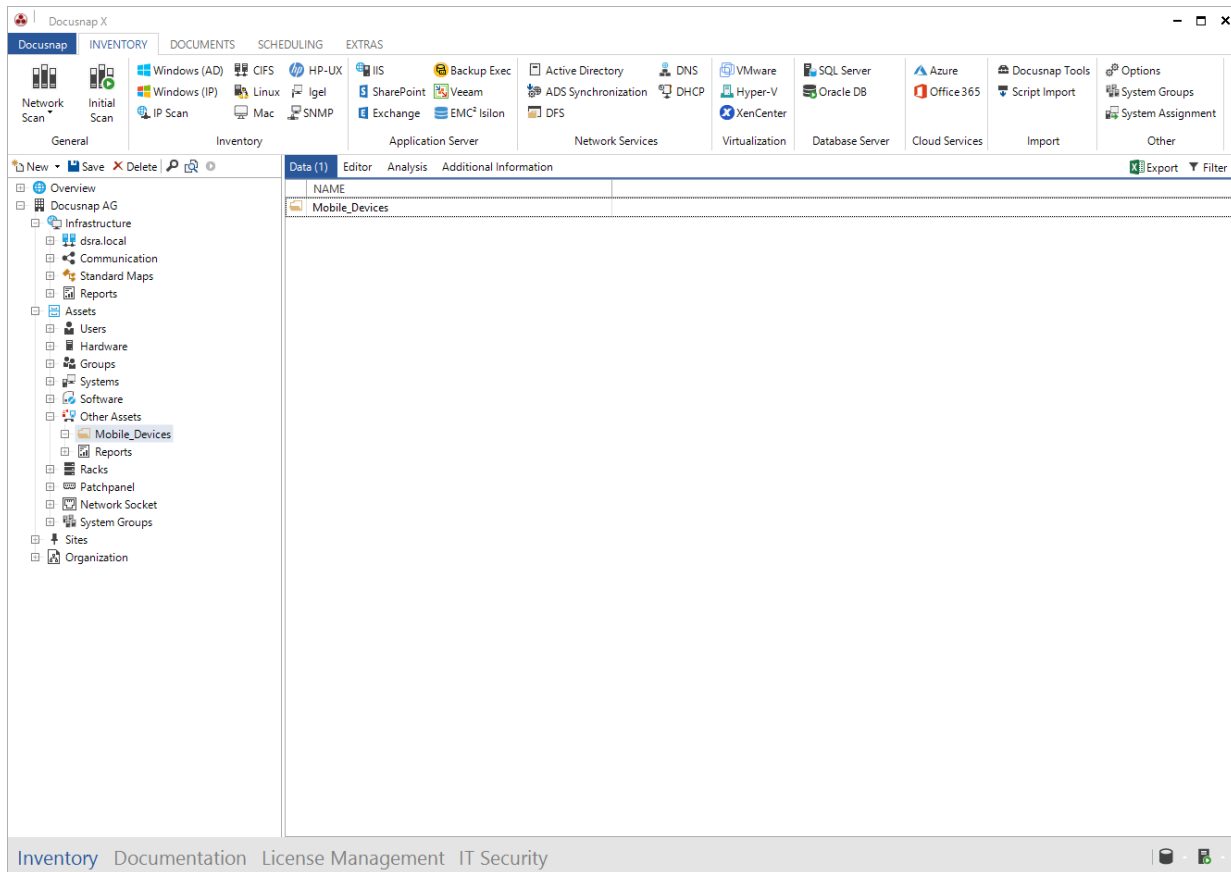 Docusnap X
Docusnap INVENTORY DOCUMENTS SCHEDULING EXTRAS
Windows (AD) CIFS HP-UX IIS Backup Exec Active Directory DNS VMware SQL Server Azure Docusnap Tools Options
Network Scan Initial Scan Windows (IP) Linux Igel SharePoint Veeam ADS Synchronization DHCP Hyper-V Oracle DB Office 365 Script Import System Groups
IP Scan Mac SNMP Exchange EMC² Isilon DFS XenCenter System Assignment
General Inventory Application Server Network Services Virtualization Database Server Cloud Services Import Other
New Save Delete Data (1) Editor Analysis Additional Information Export Filter
Overview
NAME
Docusnap AG
Mobile_Devices
Infrastructure
dsra.local
Communication
Standard Maps
Reports
Assets
Users
Hardware
Groups
Systems
Software
Other Assets
Mobile_Devices
Reports
Racks
Patchpanel
Network Socket
System Groups
Sites
Organization
Inventory Documentation License Management IT Security